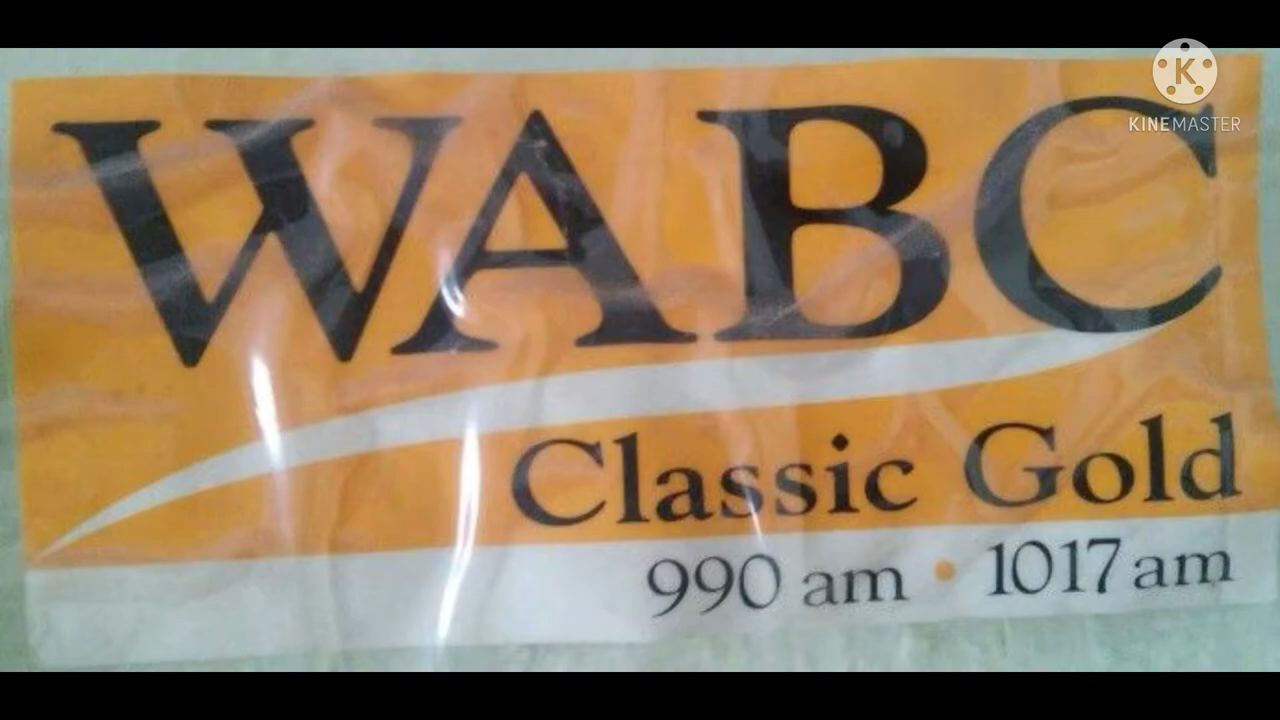 K
KINEMASTER
WABC
Classic Gold
990 am • 1017 am